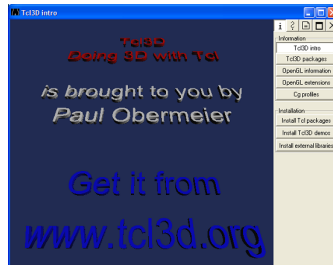 Tcl3D intro
Tcl3D
Doing 3D with Tcl
is brought to you by
Paul Obermeier
Get it from
www.tcl3d.org
Information
Tcl3D intro
Tcl3D packages
OpenGL information
OpenGL extensions
Cg profiles
Installation
Install Tcl packages
Install Tcl3D demos
Install external libraries